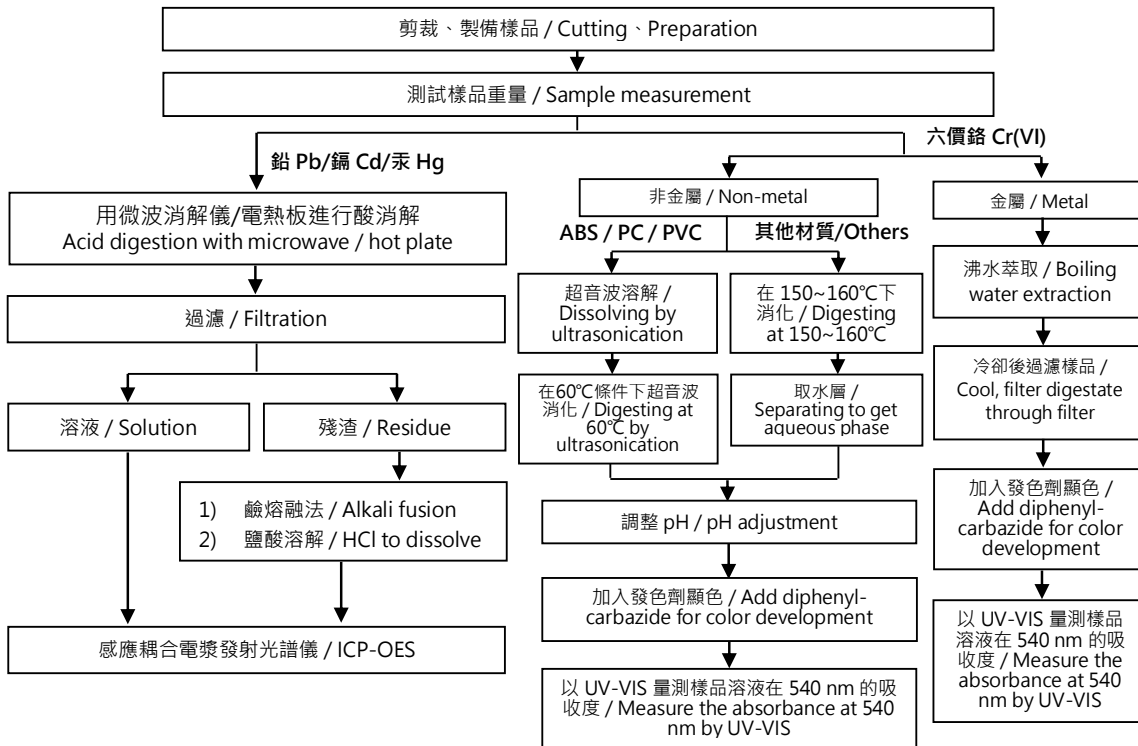 剪裁、製備樣品 / Cutting、Preparation
測試樣品重量 / Sample measurement
鉛 Pb/鎘 Cd/汞 Hg
六價鉻 Cr(VI)
用微波消解儀/電熱板進行酸消解
Acid digestion with microwave / hot plate
過濾 / Filtration
溶液 / Solution
殘渣 / Residue
1) 鹼熔融法 / Alkali fusion
2) 鹽酸溶解 / HCl to dissolve
感應耦合電漿發射光譜儀 / ICP-OES
非金屬 / Non-metal
ABS / PC / PVC
其他材質/Others
超音波溶解 /
Dissolving by
ultrasonication
在 150~160℃下
消化 / Digesting
at 150~160℃
在60℃條件下超音波
消化 / Digesting at
60℃ by
ultrasonication
取水層 /
Separating to get
aqueous phase
調整 pH / pH adjustment
加入發色劑顯色 / Add diphenyl-
carbazide for color development
以 UV-VIS 量測樣品溶液在 540 nm 的吸
收度 / Measure the absorbance at 540
nm by UV-VIS
金屬 / Metal
沸水萃取 / Boiling
water extraction
冷卻後過濾樣品 /
Cool, filter digestate
through filter
加入發色劑顯色 /
Add diphenyl-
carbazide for color
development
以 UV-VIS 量測樣品
溶液在 540 nm 的吸
收度 / Measure the
absorbance at 540
nm by UV-VIS